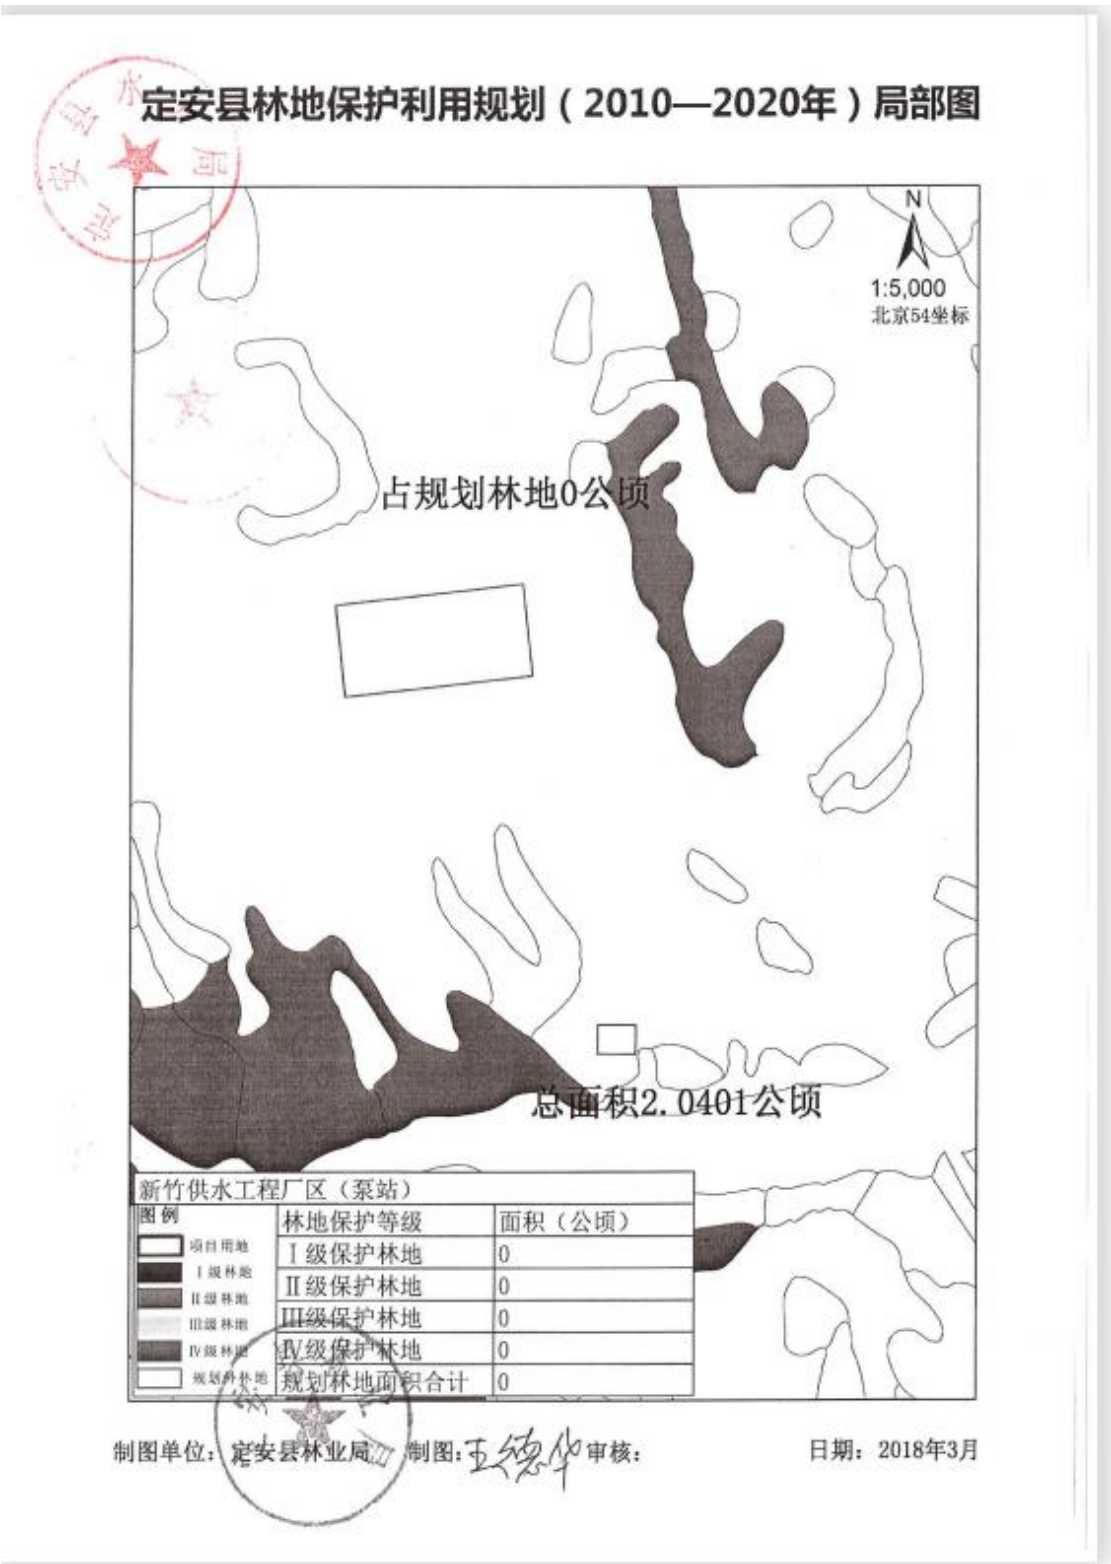 定安县水
局
定安县林地保护利用规划（2010—2020年）局部图
N
1:5,000
北京54坐标
占规划林地0公顷
总面积2.0401公顷
新竹供水工程厂区（泵站）
图例
项目用地
Ⅰ级林地
Ⅱ级林地
Ⅲ级林地
Ⅳ级林地
规划外林地
林地保护等级 面积（公顷）
Ⅰ级保护林地 0
Ⅱ级保护林地 0
Ⅲ级保护林地 0
Ⅳ级保护林地 0
规划林地面积合计 0
制图单位：定安县林业局 制图：王德华 审核： 日期：2018年3月